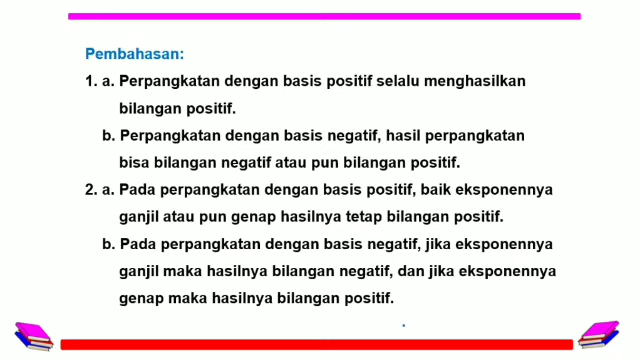 Pembahasan:
1. a. Perpangkatan dengan basis positif selalu menghasilkan
bilangan positif.
b. Perpangkatan dengan basis negatif, hasil perpangkatan
bisa bilangan negatif atau pun bilangan positif.
2. a. Pada perpangkatan dengan basis positif, baik eksponennya
ganjil atau pun genap hasilnya tetap bilangan positif.
b. Pada perpangkatan dengan basis negatif, jika eksponennya
ganjil maka hasilnya bilangan negatif, dan jika eksponennya
genap maka hasilnya bilangan positif.